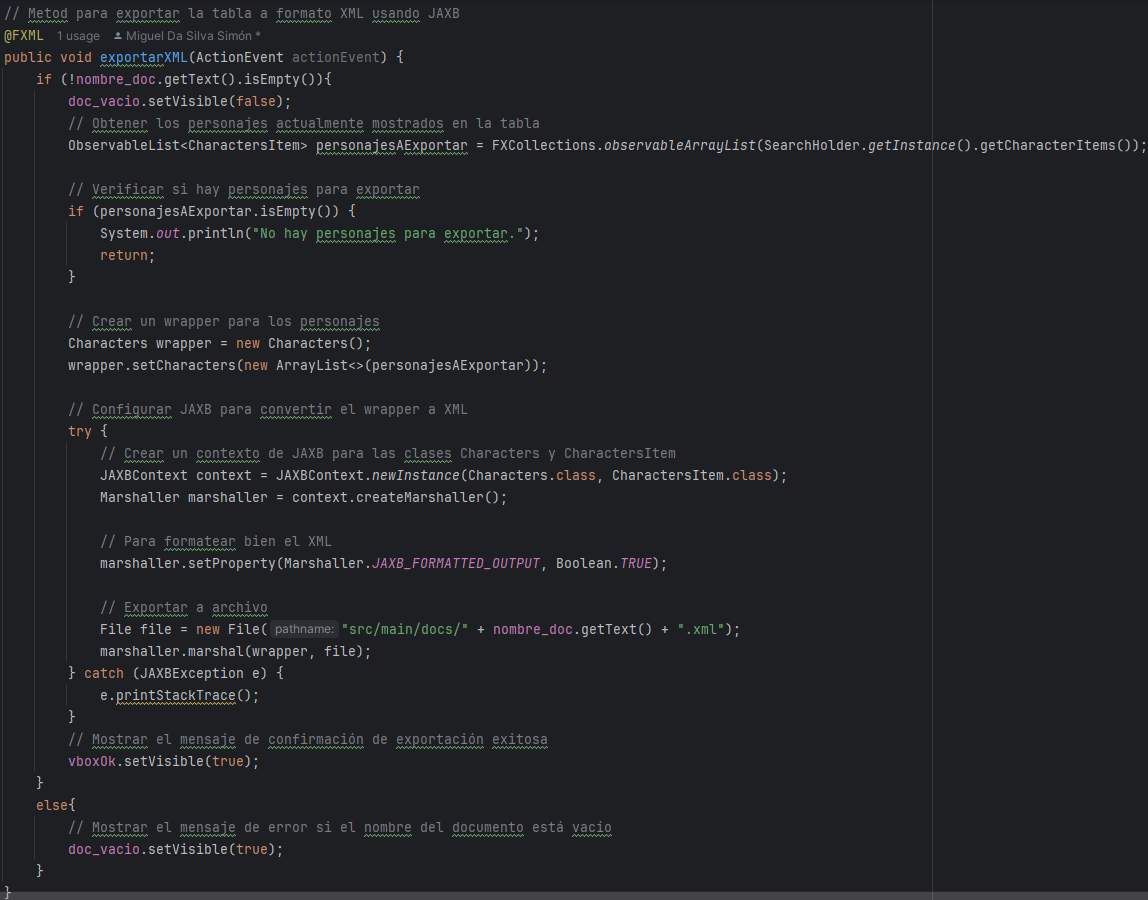 // Metod para exportar la tabla a formato XML usando JAXB
@FXML 1 usage Miguel Da Silva Simón *
public void exportarXML(ActionEvent actionEvent) {
    if (!nombre_doc.getText().isEmpty()){
        doc_vacio.setVisible(false);
        // Obtener los personajes actualmente mostrados en la tabla
        ObservableList<CharactersItem> personajesAExportar = FXCollections.observableArrayList(SearchHolder.getInstance().getCharacterItems());
        // Verificar si hay personajes para exportar
        if (personajesAExportar.isEmpty()) {
            System.out.println("No hay personajes para exportar.");
            return;
        }
        // Crear un wrapper para los personajes
        Characters wrapper = new Characters();
        wrapper.setCharacters(new ArrayList<>(personajesAExportar));
        // Configurar JAXB para convertir el wrapper a XML
        try {
            // Crear un contexto de JAXB para las clases Characters y CharactersItem
            JAXBContext context = JAXBContext.newInstance(Characters.class, CharactersItem.class);
            Marshaller marshaller = context.createMarshaller();
            // Para formatear bien el XML
            marshaller.setProperty(Marshaller.JAXB_FORMATTED_OUTPUT, Boolean.TRUE);
            // Exportar a archivo
            File file = new File( pathname: "src/main/docs/" + nombre_doc.getText() + ".xml");
            marshaller.marshal(wrapper, file);
        } catch (JAXBException e) {
            e.printStackTrace();
        }
        // Mostrar el mensaje de confirmación de exportación exitosa
        vboxOk.setVisible(true);
    }
    else{
        // Mostrar el mensaje de error si el nombre del documento está vacío
        doc_vacio.setVisible(true);
    }
}